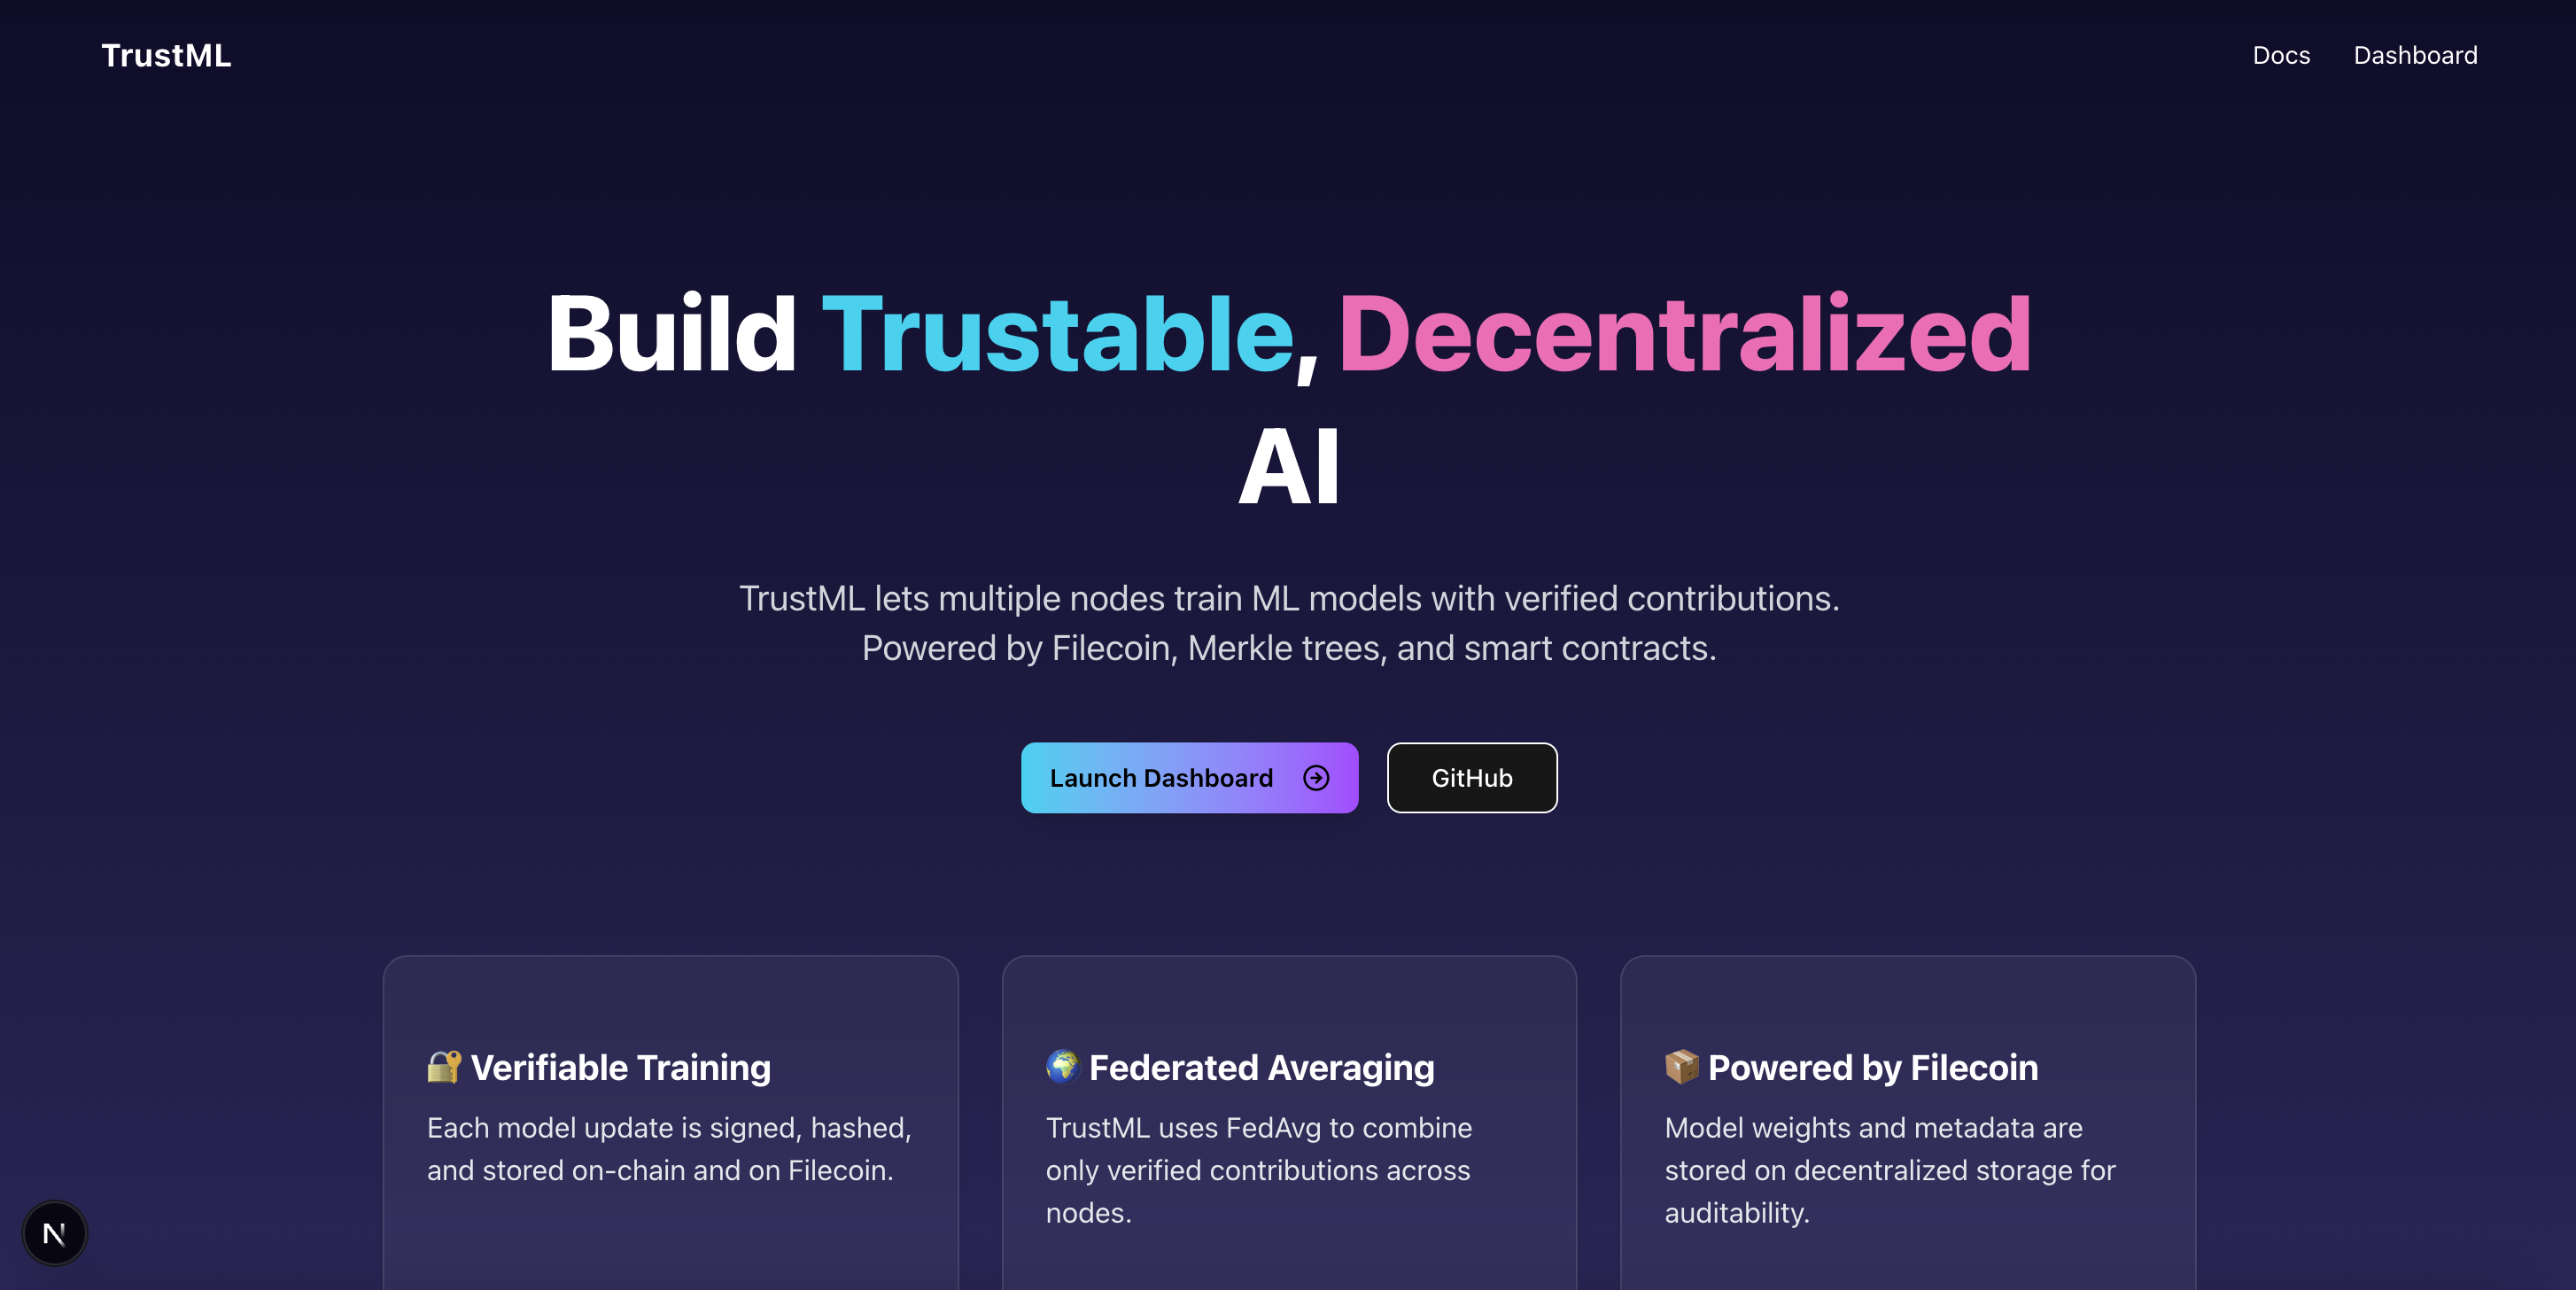 TrustML
Docs
Dashboard
Build Trustable, Decentralized
AI
TrustML lets multiple nodes train ML models with verified contributions.
Powered by Filecoin, Merkle trees, and smart contracts.
Launch Dashboard
GitHub
🔐 Verifiable Training
Each model update is signed, hashed,
and stored on-chain and on Filecoin.
🌍 Federated Averaging
TrustML uses FedAvg to combine
only verified contributions across
nodes.
📦 Powered by Filecoin
Model weights and metadata are
stored on decentralized storage for
auditability.
N